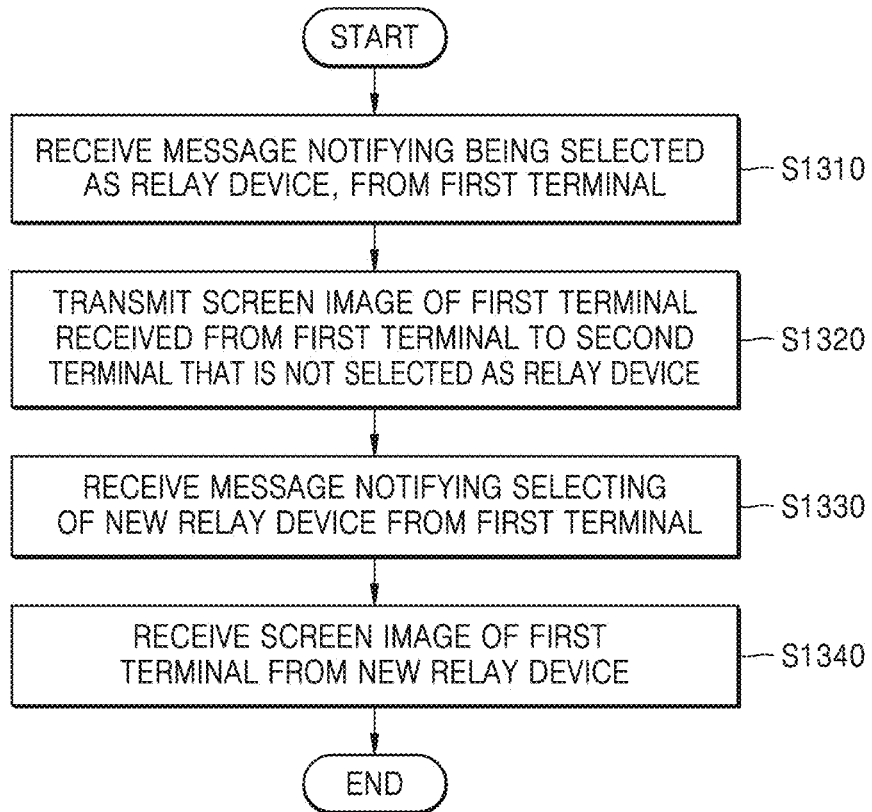 START
RECEIVE MESSAGE NOTIFYING BEING SELECTED
AS RELAY DEVICE, FROM FIRST TERMINAL
S1310
TRANSMIT SCREEN IMAGE OF FIRST TERMINAL
RECEIVED FROM FIRST TERMINAL TO SECOND
TERMINAL THAT IS NOT SELECTED AS RELAY DEVICE
S1320
RECEIVE MESSAGE NOTIFYING SELECTING
OF NEW RELAY DEVICE FROM FIRST TERMINAL
S1330
RECEIVE SCREEN IMAGE OF FIRST
TERMINAL FROM NEW RELAY DEVICE
S1340
END